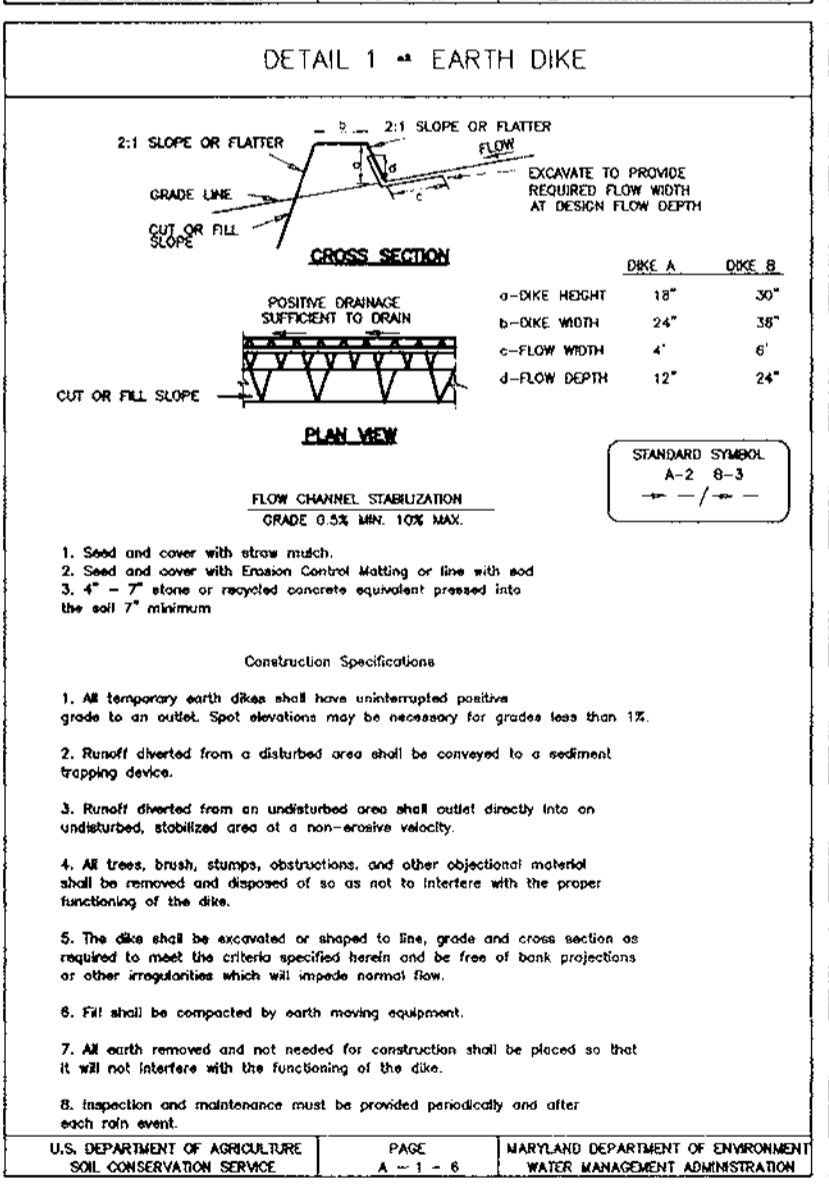 DETAIL 1 - EARTH DIKE
b
2:1 SLOPE OR FLATTER
2:1 SLOPE OR FLATTER
FLOW
a
d
EXCAVATE TO PROVIDE
REQUIRED FLOW WIDTH
AT DESIGN FLOW DEPTH
GRADE LINE
c
CUT OR FILL
SLOPE
CROSS SECTION
DIKE A DIKE B
a-DIKE HEIGHT 18" 30"
b-DIKE WIDTH 24" 36"
c-FLOW WIDTH 4' 6'
d-FLOW DEPTH 12" 24"
POSITIVE DRAINAGE
SUFFICIENT TO DRAIN
CUT OR FILL SLOPE
PLAN VIEW
STANDARD SYMBOL
A-2 B-3
- / -
FLOW CHANNEL STABILIZATION
GRADE 0.5% MIN. 10% MAX.
1. Seed and cover with straw mulch.
2. Seed and cover with Erosion Control Matting or line with sod
3. 4" - 7" stone or recycled concrete equivalent pressed into
the soil 7" minimum
Construction Specifications
1. All temporary earth dikes shall have uninterrupted positive
grade to an outlet. Spot elevations may be necessary for grades less than 1%.
2. Runoff diverted from a disturbed area shall be conveyed to a sediment
trapping device.
3. Runoff diverted from an undisturbed area shall outlet directly into an
undisturbed, stabilized area at a non-erosive velocity.
4. All trees, brush, stumps, obstructions, and other objectional material
shall be removed and disposed of so as not to interfere with the proper
functioning of the dike.
5. The dike shall be excavated or shaped to line, grade and cross section as
required to meet the criteria specified herein and be free of bank projections
or other irregularities which will impede normal flow.
6. Fill shall be compacted by earth moving equipment.
7. All earth removed and not needed for construction shall be placed so that
it will not interfere with the functioning of the dike.
8. Inspection and maintenance must be provided periodically and after
each rain event.
U.S. DEPARTMENT OF AGRICULTURE
SOIL CONSERVATION SERVICE
PAGE
A - 1 - 6
MARYLAND DEPARTMENT OF ENVIRONMENT
WATER MANAGEMENT ADMINISTRATION